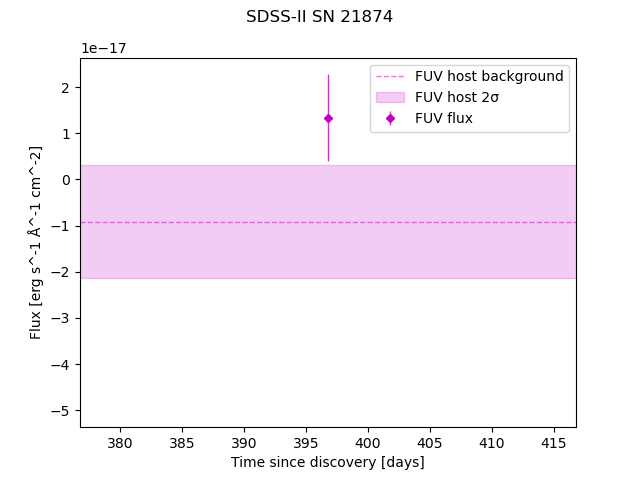 SDSS-II SN 21874
1e−17
FUV host background
FUV host 2σ
FUV flux
2
1
0
−1
−2
−3
−4
−5
Flux [erg s^-1 Å^-1 cm^-2]
380
385
390
395
400
405
410
415
Time since discovery [days]